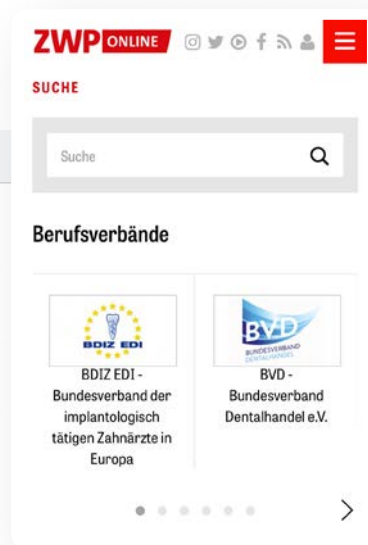 ZWP ONLINE
SUCHE
Suche
Berufsverbände
BDIZ EDI
BDIZ EDI -
Bundesverband der
implantologisch
tätigen Zahnärzte in
Europa
BVD
BUNDESVERBAND
DENTALHANDEL
BVD -
Bundesverband
Dentalhandel e.V.